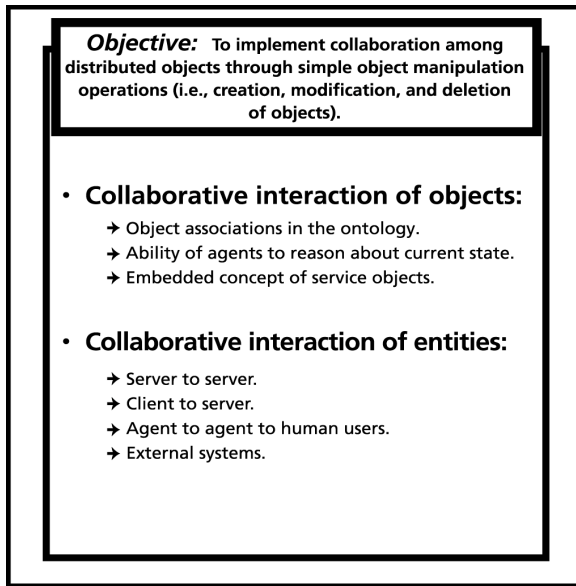 Objective: To implement collaboration among
distributed objects through simple object manipulation
operations (i.e., creation, modification, and deletion
of objects).
• Collaborative interaction of objects:
→ Object associations in the ontology.
→ Ability of agents to reason about current state.
→ Embedded concept of service objects.
• Collaborative interaction of entities:
→ Server to server.
→ Client to server.
→ Agent to agent to human users.
→ External systems.